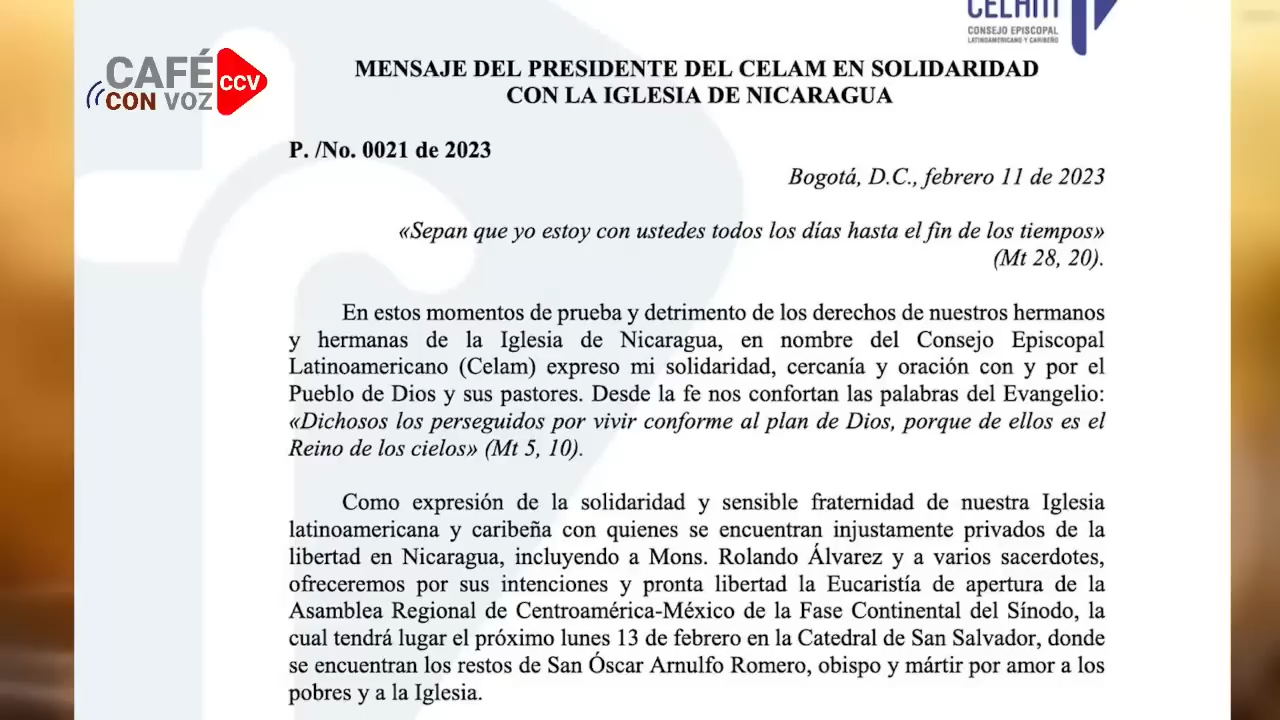 CELAM
CONSEJO EPISCOPAL
LATINOAMERICANO Y CARIBEÑO
CAFÉ
CON VOZ
CCV
MENSAJE DEL PRESIDENTE DEL CELAM EN SOLIDARIDAD
CON LA IGLESIA DE NICARAGUA
P. /No. 0021 de 2023
Bogotá, D.C., febrero 11 de 2023
«Sepan que yo estoy con ustedes todos los días hasta el fin de los tiempos»
(Mt 28, 20).
En estos momentos de prueba y detrimento de los derechos de nuestros hermanos
y hermanas de la Iglesia de Nicaragua, en nombre del Consejo Episcopal
Latinoamericano (Celam) expreso mi solidaridad, cercanía y oración con y por el
Pueblo de Dios y sus pastores. Desde la fe nos confortan las palabras del Evangelio:
«Dichosos los perseguidos por vivir conforme al plan de Dios, porque de ellos es el
Reino de los cielos» (Mt 5, 10).
Como expresión de la solidaridad y sensible fraternidad de nuestra Iglesia
latinoamericana y caribeña con quienes se encuentran injustamente privados de la
libertad en Nicaragua, incluyendo a Mons. Rolando Álvarez y a varios sacerdotes,
ofreceremos por sus intenciones y pronta libertad la Eucaristía de apertura de la
Asamblea Regional de Centroamérica-México de la Fase Continental del Sínodo, la
cual tendrá lugar el próximo lunes 13 de febrero en la Catedral de San Salvador, donde
se encuentran los restos de San Óscar Arnulfo Romero, obispo y mártir por amor a los
pobres y a la Iglesia.